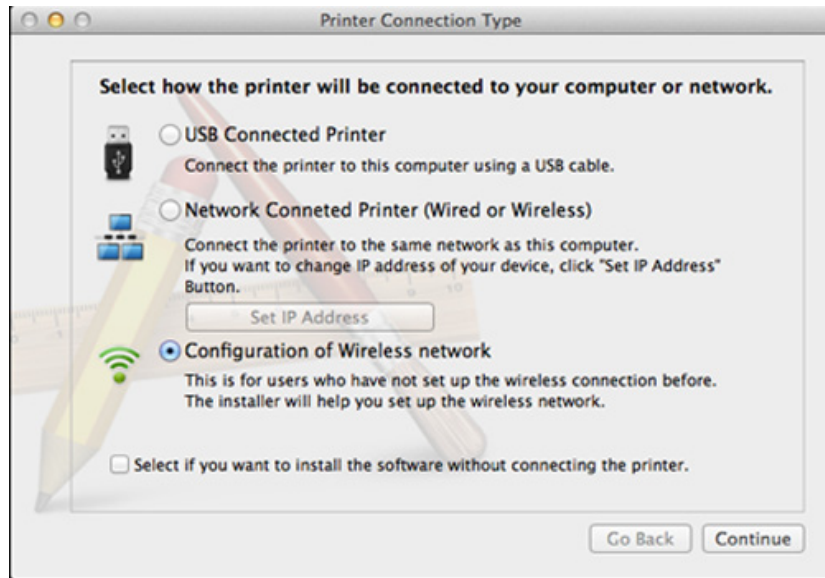 Printer Connection Type
Select how the printer will be connected to your computer or network.
USB Connected Printer
Connect the printer to this computer using a USB cable.
Network Conneted Printer (Wired or Wireless)
Connect the printer to the same network as this computer.
If you want to change IP address of your device, click "Set IP Address"
Button.
Set IP Address
Configuration of Wireless network
This is for users who have not set up the wireless connection before.
The installer will help you set up the wireless network.
Select if you want to install the software without connecting the printer.
Go Back
Continue